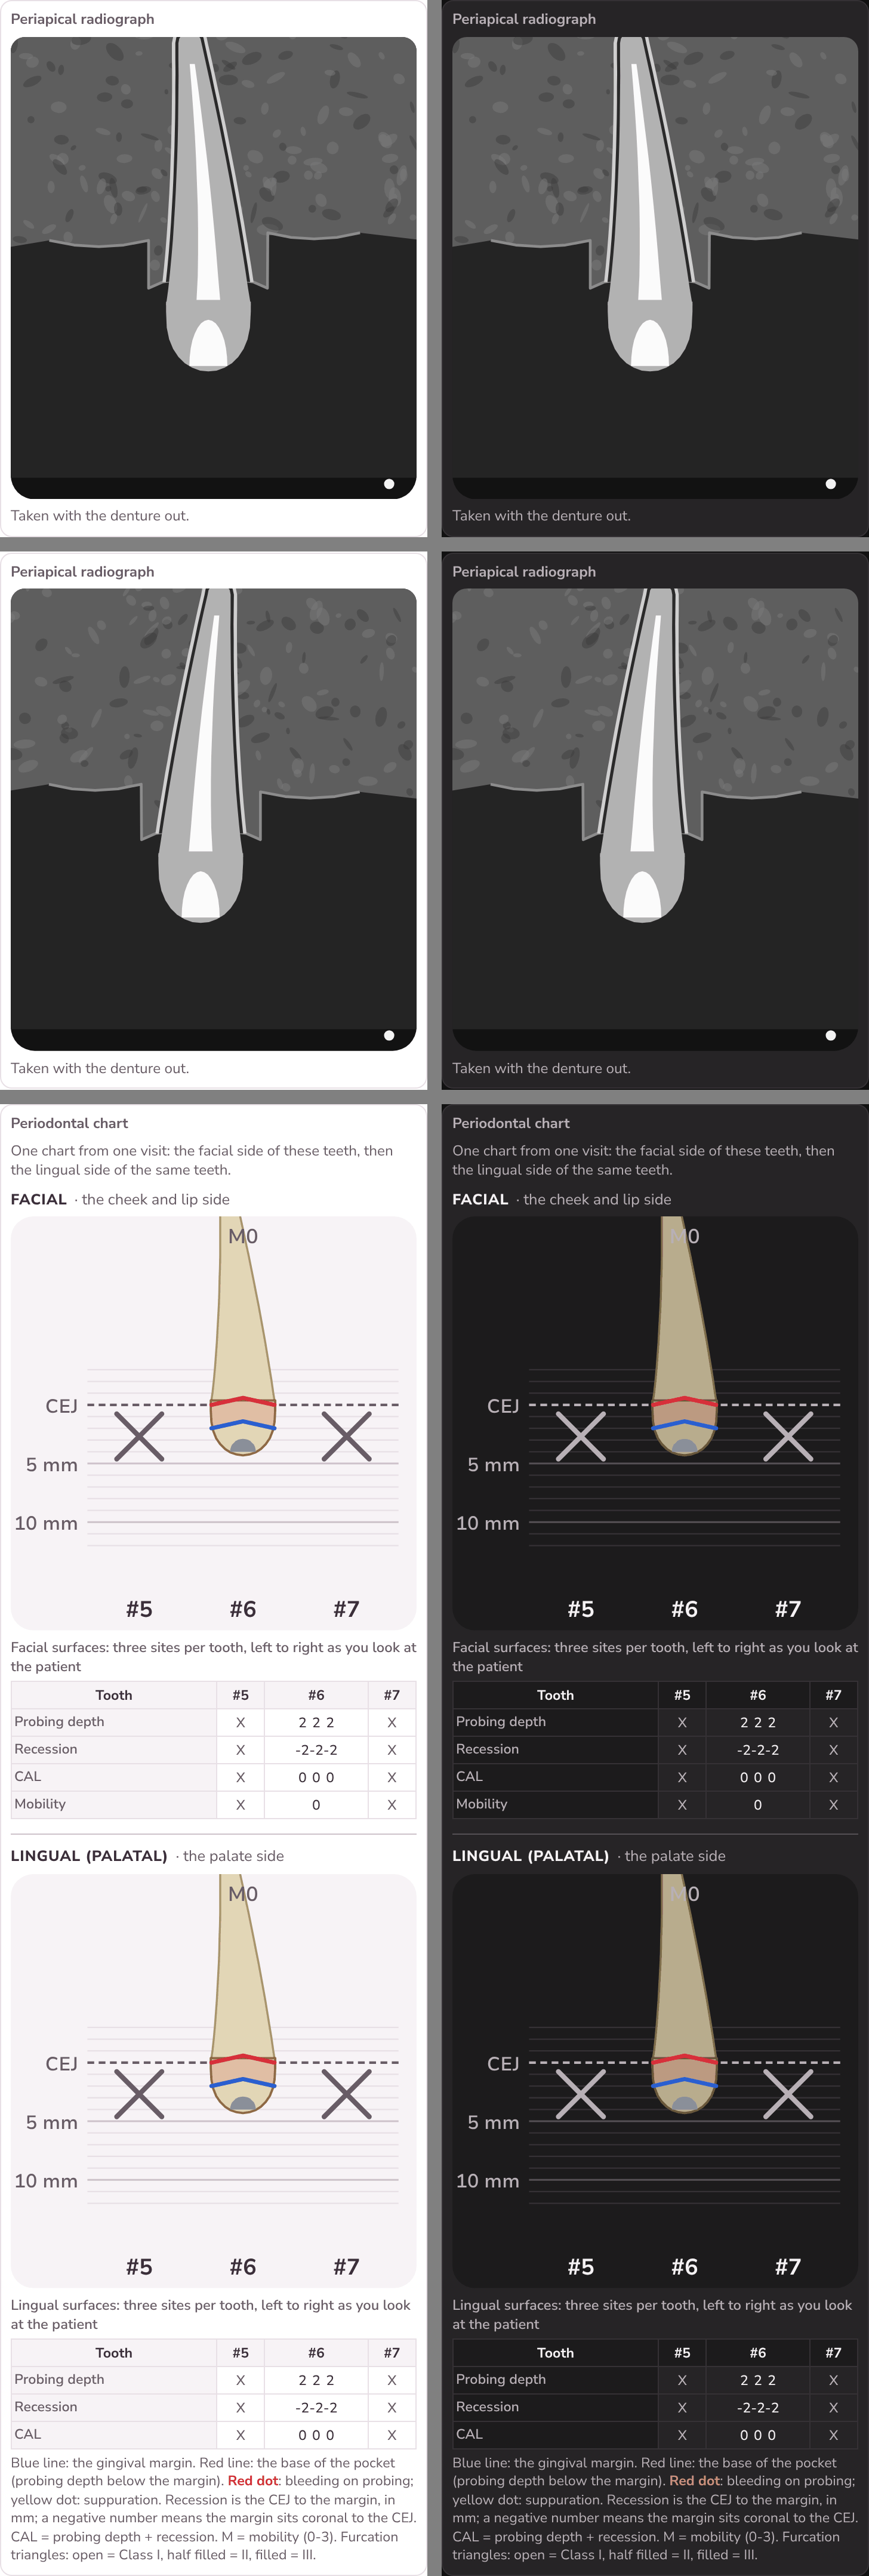 Periapical radiograph
Taken with the denture out.
Periapical radiograph
Taken with the denture out.
Periapical radiograph
Taken with the denture out.
Periapical radiograph
Taken with the denture out.
Periodontal chart
One chart from one visit: the facial side of these teeth, then
the lingual side of the same teeth.
FACIAL · the cheek and lip side
M0
CEJ
5 mm
10 mm
#5 #6 #7
Facial surfaces: three sites per tooth, left to right as you look at
the patient
Tooth #5 #6 #7
Probing depth X 2 2 2 X
Recession X -2-2-2 X
CAL X 0 0 0 X
Mobility X 0 X
LINGUAL (PALATAL) · the palate side
M0
CEJ
5 mm
10 mm
#5 #6 #7
Lingual surfaces: three sites per tooth, left to right as you look
at the patient
Tooth #5 #6 #7
Probing depth X 2 2 2 X
Recession X -2-2-2 X
CAL X 0 0 0 X
Blue line: the gingival margin. Red line: the base of the pocket
(probing depth below the margin). Red dot: bleeding on probing;
yellow dot: suppuration. Recession is the CEJ to the margin, in
mm; a negative number means the margin sits coronal to the CEJ.
CAL = probing depth + recession. M = mobility (0-3). Furcation
triangles: open = Class I, half filled = II, filled = III.
Periodontal chart
One chart from one visit: the facial side of these teeth, then
the lingual side of the same teeth.
FACIAL · the cheek and lip side
M0
CEJ
5 mm
10 mm
#5 #6 #7
Facial surfaces: three sites per tooth, left to right as you look at
the patient
Tooth #5 #6 #7
Probing depth X 2 2 2 X
Recession X -2-2-2 X
CAL X 0 0 0 X
Mobility X 0 X
LINGUAL (PALATAL) · the palate side
M0
CEJ
5 mm
10 mm
#5 #6 #7
Lingual surfaces: three sites per tooth, left to right as you look
at the patient
Tooth #5 #6 #7
Probing depth X 2 2 2 X
Recession X -2-2-2 X
CAL X 0 0 0 X
Blue line: the gingival margin. Red line: the base of the pocket
(probing depth below the margin). Red dot: bleeding on probing;
yellow dot: suppuration. Recession is the CEJ to the margin, in
mm; a negative number means the margin sits coronal to the CEJ.
CAL = probing depth + recession. M = mobility (0-3). Furcation
triangles: open = Class I, half filled = II, filled = III.